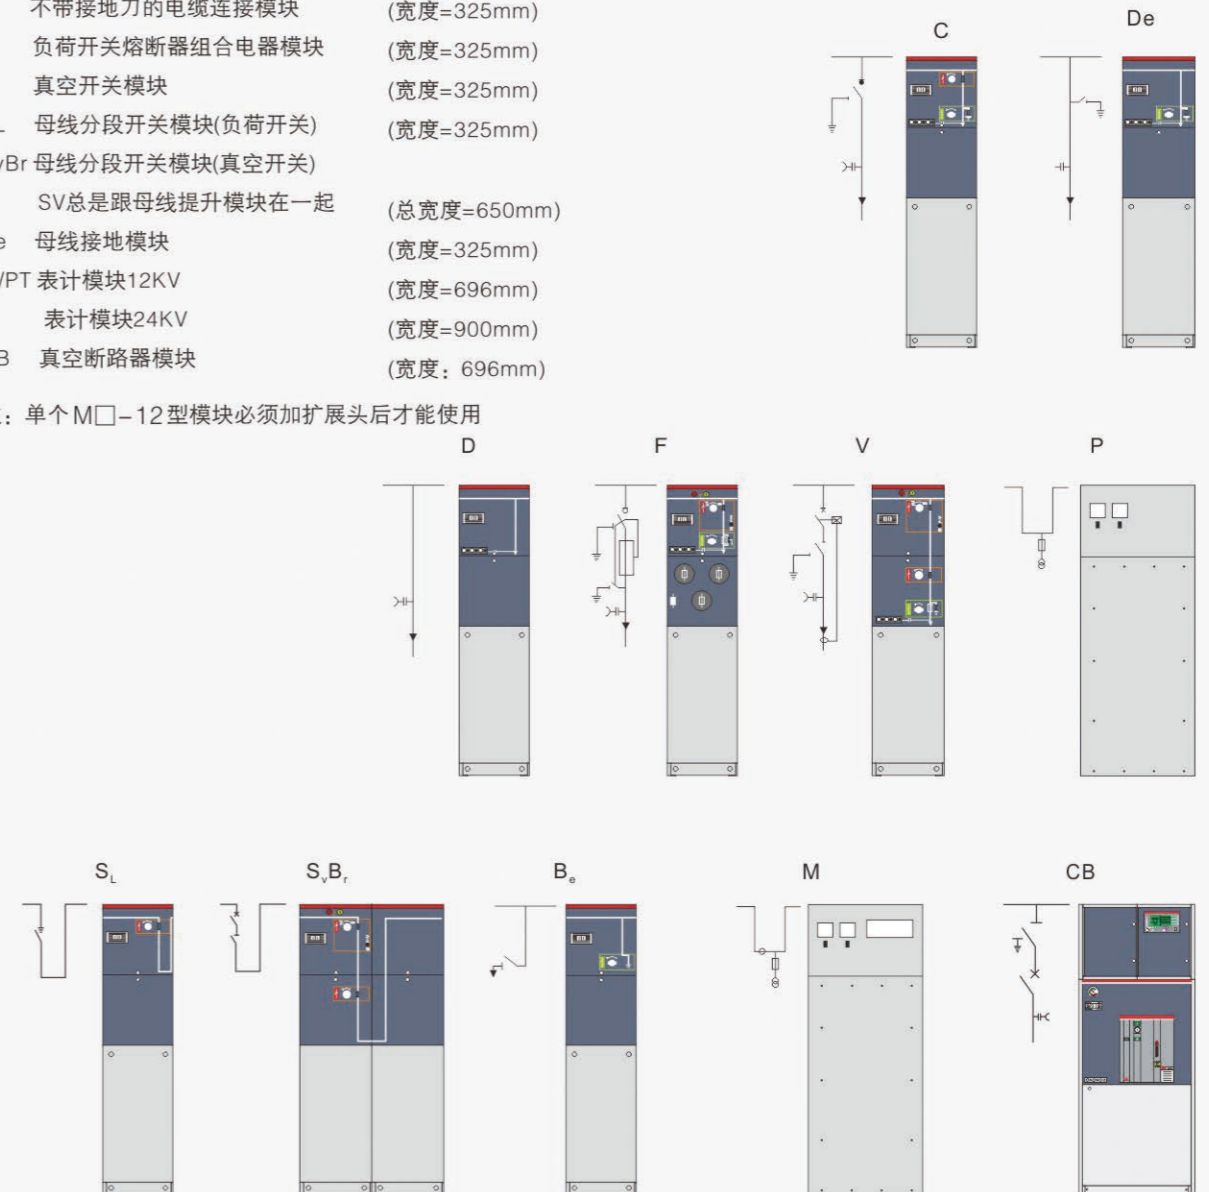 不带接地刀的电缆连接模块 (宽度=325mm)
负荷开关熔断器组合电器模块 (宽度=325mm)
真空开关模块 (宽度=325mm)
L 母线分段开关模块(负荷开关) (宽度=325mm)
vBr 母线分段开关模块(真空开关)
SV总是跟母线提升模块在一起 (总宽度=650mm)
e 母线接地模块 (宽度=325mm)
/PT 表计模块12KV (宽度=696mm)
表计模块24KV (宽度=900mm)
B 真空断路器模块 (宽度：696mm)
：单个M□-12型模块必须加扩展头后才能使用
C De
D F V P
SL SvBr Be M CB